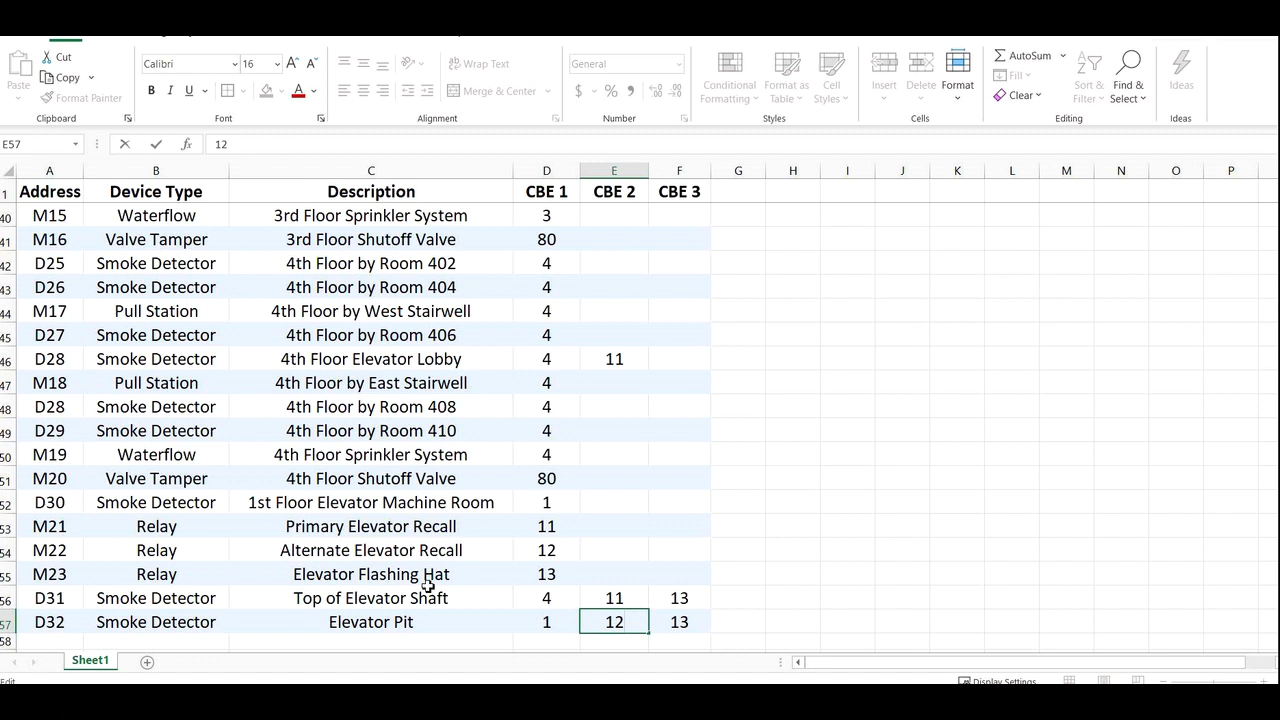 Cut
Copy
Format Painter
Paste
Clipboard
Calibri 16 A A
B I U A
Font
Wrap Text
Merge & Center
Alignment
General
$ % ,
Number
Conditional Formatting
Format as Table
Cell Styles
Styles
Insert
Delete
Format
Cells
AutoSum
Fill
Clear
Sort & Filter
Find & Select
Editing
Ideas
Ideas
E57 fx 12
A B C D E F G H I J K L M N O P
1 Address Device Type Description CBE 1 CBE 2 CBE 3
40 M15 Waterflow 3rd Floor Sprinkler System 3
41 M16 Valve Tamper 3rd Floor Shutoff Valve 80
42 D25 Smoke Detector 4th Floor by Room 402 4
43 D26 Smoke Detector 4th Floor by Room 404 4
44 M17 Pull Station 4th Floor by West Stairwell 4
45 D27 Smoke Detector 4th Floor by Room 406 4
46 D28 Smoke Detector 4th Floor Elevator Lobby 4 11
47 M18 Pull Station 4th Floor by East Stairwell 4
48 D28 Smoke Detector 4th Floor by Room 408 4
49 D29 Smoke Detector 4th Floor by Room 410 4
50 M19 Waterflow 4th Floor Sprinkler System 4
51 M20 Valve Tamper 4th Floor Shutoff Valve 80
52 D30 Smoke Detector 1st Floor Elevator Machine Room 1
53 M21 Relay Primary Elevator Recall 11
54 M22 Relay Alternate Elevator Recall 12
55 M23 Relay Elevator Flashing Hat 13
56 D31 Smoke Detector Top of Elevator Shaft 4 11 13
57 D32 Smoke Detector Elevator Pit 1 12 13
58
Sheet1
Edit Display Settings